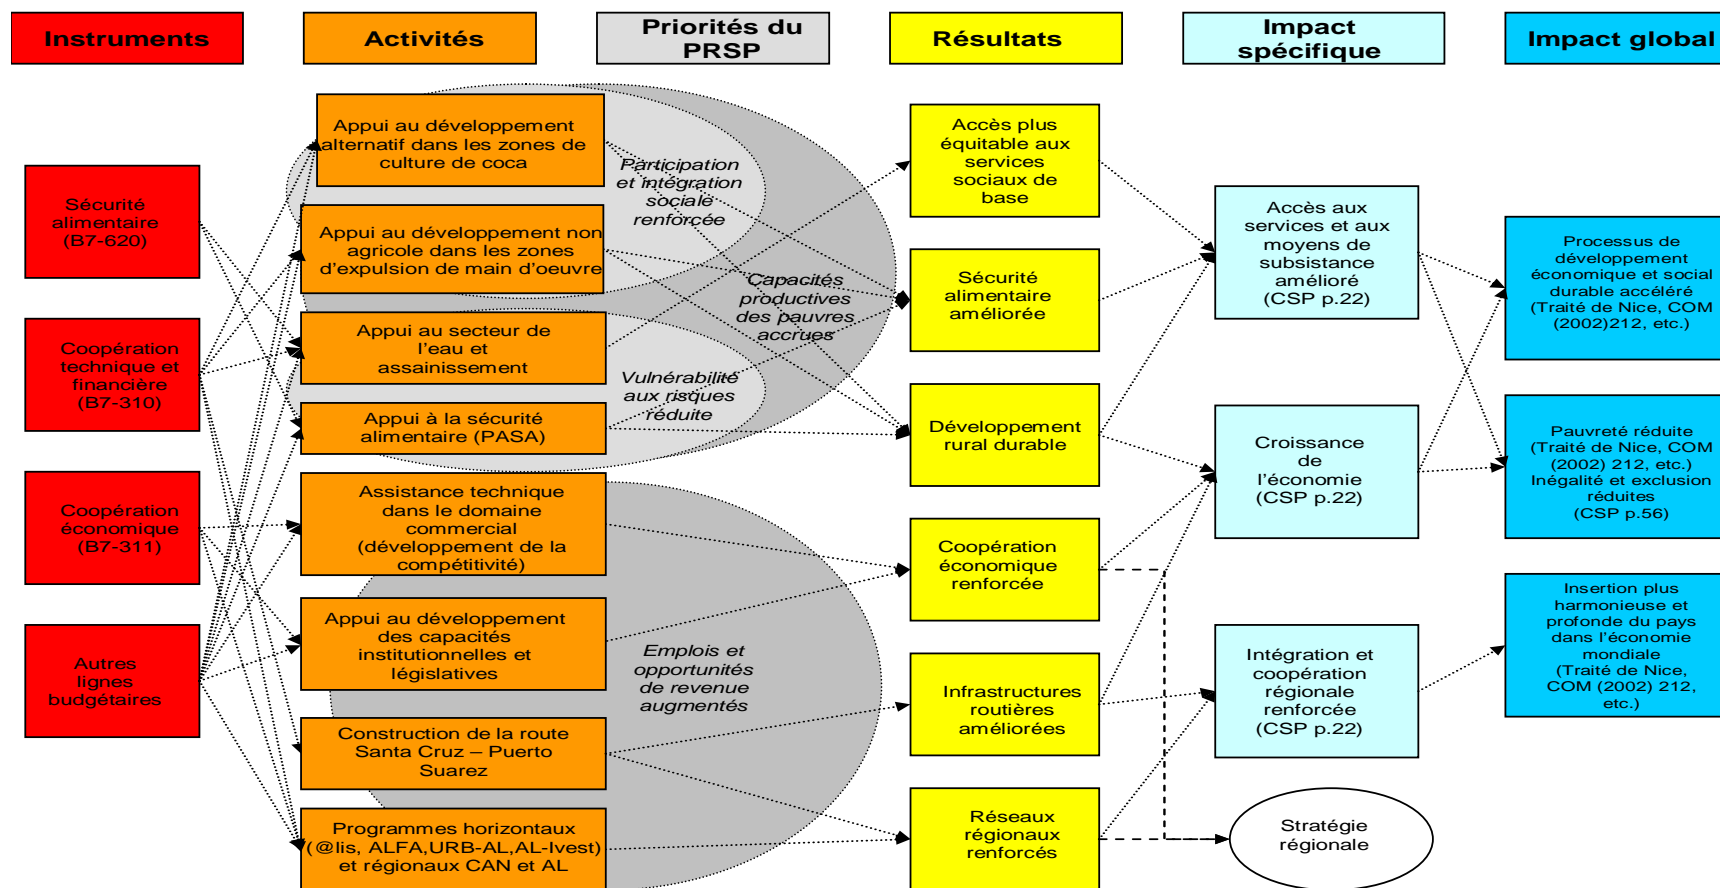 Instruments
Activités
Priorités du
PRSP
Résultats
Impact
spécifique
Impact global
Sécurité
alimentaire
(B7-620)
Coopération
technique et
financière
(B7-310)
Coopération
économique
(B7-311)
Autres
lignes
budgétaires
Appui au développement
alternatif dans les zones de
culture de coca
Appui au développement non
agricole dans les zones
d'expulsion de main d'oeuvre
Appui au secteur de
l'eau et
assainissement
Appui à la sécurité
alimentaire (PASA)
Assistance technique
dans le domaine
commercial
(développement de la
compétitivité)
Appui au développement
des capacités
institutionnelles et
législatives
Construction de la route
Santa Cruz – Puerto
Suarez
Programmes horizontaux
(@lis, ALFA,URB-AL,AL-Ivest)
et régionaux CAN et AL
Participation
et intégration
sociale
renforcée
Capacités
productives
des pauvres
accrues
Vulnérabilité
aux risques
réduite
Emplois et
opportunités
de revenue
augmentés
Accès plus
équitable aux
services
sociaux de
base
Sécurité
alimentaire
améliorée
Développement
rural durable
Coopération
économique
renforcée
Infrastructures
routières
améliorées
Réseaux
régionaux
renforcés
Accès aux
services et aux
moyens de
subsistance
amélioré
(CSP p.22)
Croissance
de
l'économie
(CSP p.22)
Intégration et
coopération
régionale
renforcée
(CSP p.22)
Stratégie
régionale
Processus de
développement
économique et social
durable accéléré
(Traité de Nice, COM
(2002)212, etc.)
Pauvreté réduite
(Traité de Nice, COM
(2002) 212, etc.)
Inégalité et exclusion
réduites
(CSP p.56)
Insertion plus
harmonieuse et
profonde du pays
dans l'économie
mondiale
(Traité de Nice,
COM (2002) 212,
etc.)